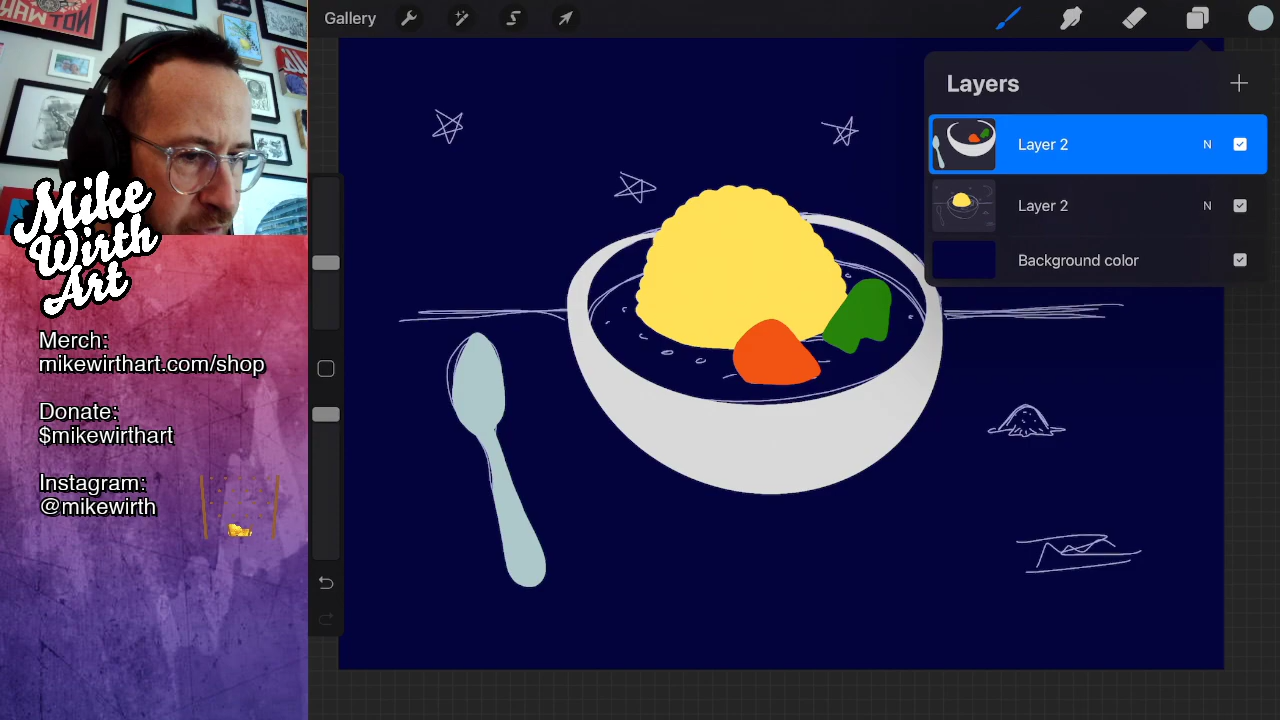 Gallery
Layers
Layer 2
N
Layer 2
N
Background color
Mike
Wirth
Art
Merch:
mikewirthart.com/shop
Donate:
$mikewirthart
Instagram:
@mikewirth